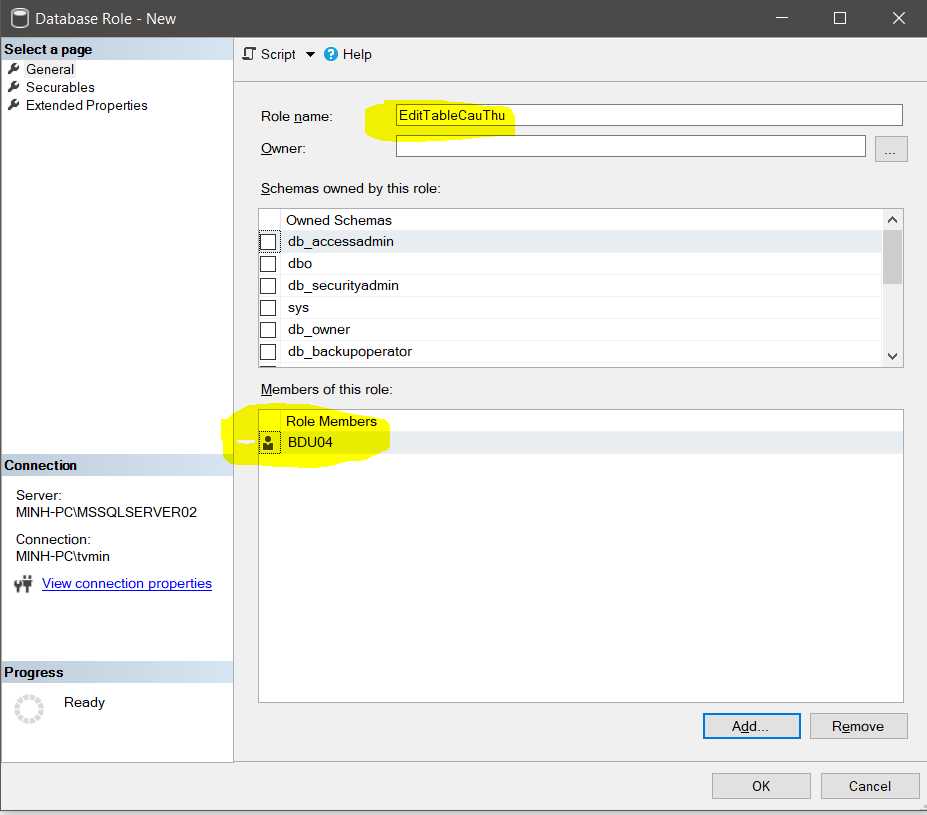 Database Role - New
Select a page
General
Securables
Extended Properties
Script Help
Role name: EditTableCauThu
Owner:
...
Schemas owned by this role:
Owned Schemas
db_accessadmin
dbo
db_securityadmin
sys
db_owner
db_backupoperator
Members of this role:
Role Members
BDU04
Connection
Server:
MINH-PC\MSSQLSERVER02
Connection:
MINH-PC\tvmin
View connection properties
Progress
Ready
Add... Remove
OK Cancel